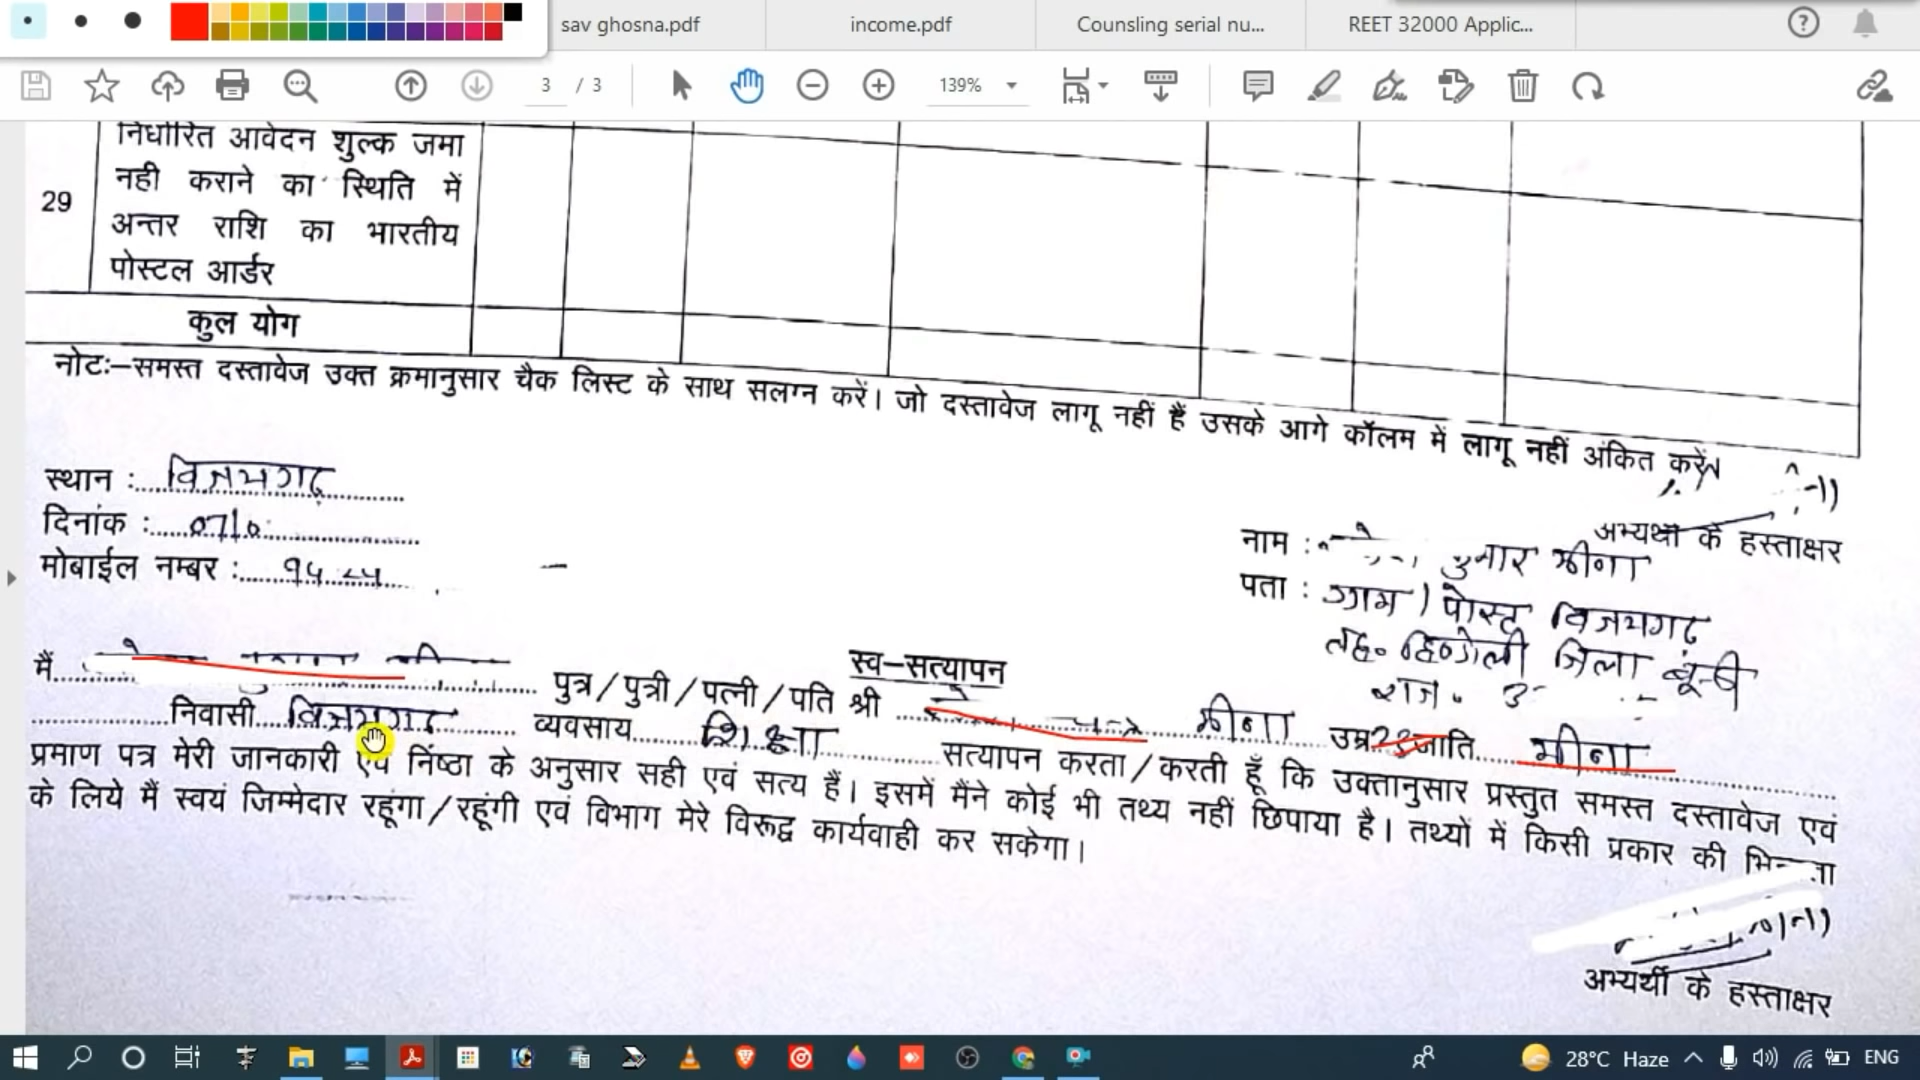 sav ghosna.pdf
income.pdf
Counsling serial nu...
REET 32000 Applic...
3 / 3
139%
29
निर्धारित आवेदन शुल्क जमा
नही कराने का स्थिति में
अन्तर राशि का भारतीय
पोस्टल आर्डर
कुल योग
नोटः–समस्त दस्तावेज उक्त क्रमानुसार चैक लिस्ट के साथ सलग्न करें। जो दस्तावेज लागू नहीं हैं उसके आगे कॉलम में लागू नहीं अंकित करें।
स्थान : विजयगढ़
दिनांक :
मोबाईल नम्बर :
अभ्यर्थी के हस्ताक्षर
नाम : कुमार मीना
पता : ग्राम / पोस्ट विजयगढ़
तह. हिण्डोली जिला बून्दी
राज.
स्व–सत्यापन
मैं पुत्र/पुत्री/पत्नी/पति श्री मीना उम्र जाति मीना
निवासी विजयगढ़ व्यवसाय शिक्षा सत्यापन करता/करती हूँ कि उक्तानुसार प्रस्तुत समस्त दस्तावेज एवं
प्रमाण पत्र मेरी जानकारी एवं निष्ठा के अनुसार सही एवं सत्य हैं। इसमें मैंने कोई भी तथ्य नहीं छिपाया है। तथ्यों में किसी प्रकार की
के लिये मैं स्वयं जिम्मेदार रहूंगा/रहूंगी एवं विभाग मेरे विरूद्व कार्यवाही कर सकेगा।
अभ्यर्थी के हस्ताक्षर
28°C Haze
ENG